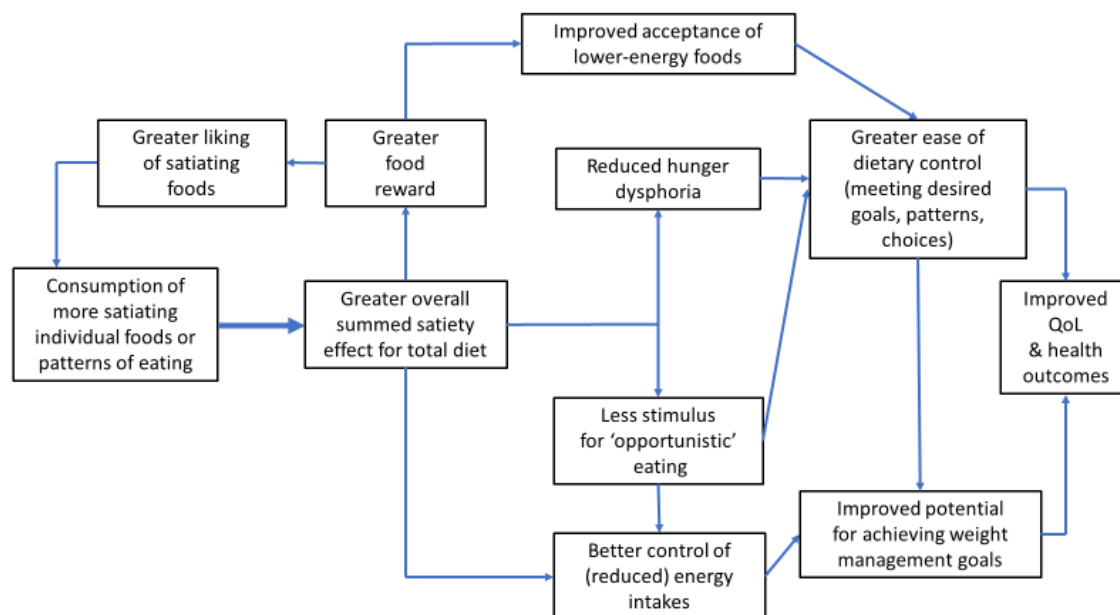 Improved acceptance of
lower-energy foods
Greater liking
of satiating
foods
Greater
food
reward
Reduced hunger
dysphoria
Greater ease of
dietary control
(meeting desired
goals, patterns,
choices)
Consumption of
more satiating
individual foods or
patterns of eating
Greater overall
summed satiety
effect for total diet
Improved
QoL
& health
outcomes
Less stimulus
for ‘opportunistic’
eating
Improved potential
for achieving weight
management goals
Better control of
(reduced) energy
intakes